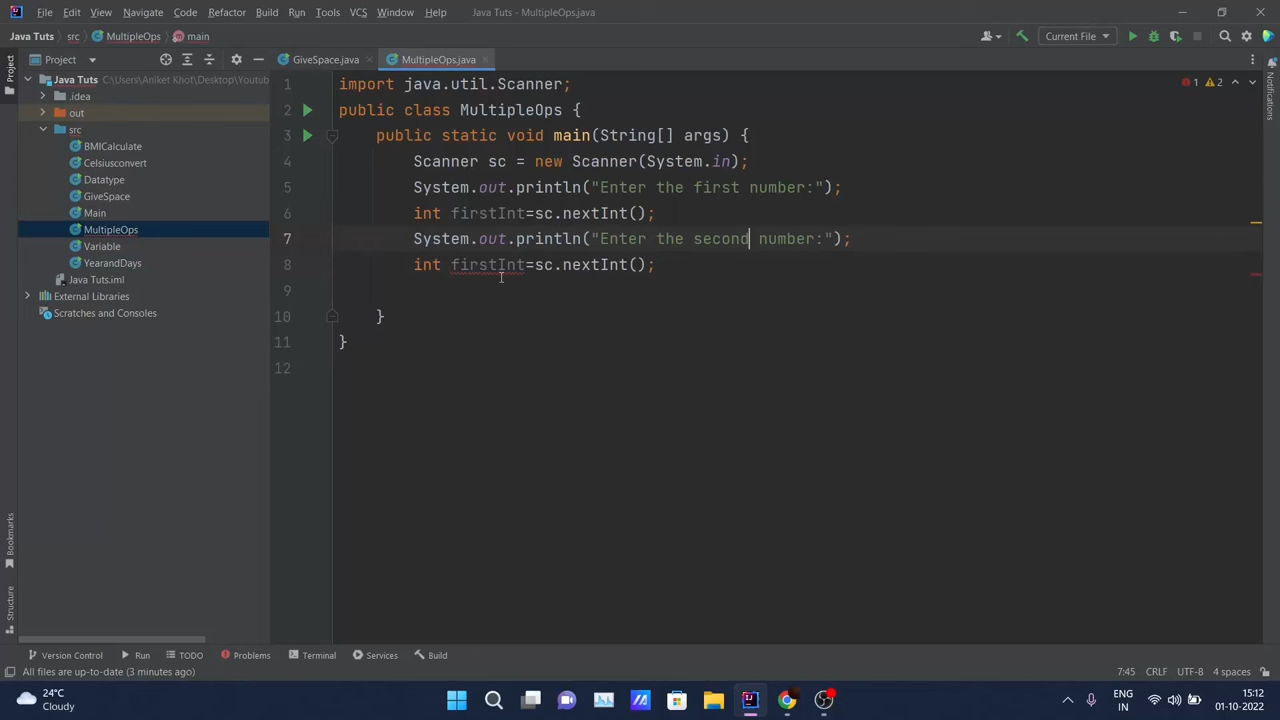 File Edit View Navigate Code Refactor Build Run Tools VCS Window Help Java Tuts - MultipleOps.java
Java Tuts src MultipleOps main Current File
Project GiveSpace.java MultipleOps.java
Project
Notifications
Bookmarks
Structure
Java Tuts C:\Users\Aniket Khot\Desktop\Youtub
.idea
out
src
BMICalculate
Celsiusconvert
Datatype
GiveSpace
Main
MultipleOps
Variable
YearandDays
Java Tuts.iml
External Libraries
Scratches and Consoles
1 import java.util.Scanner; 1 2
2 public class MultipleOps {
3 public static void main(String[] args) {
4 Scanner sc = new Scanner(System.in);
5 System.out.println("Enter the first number:");
6 int firstInt=sc.nextInt();
7 System.out.println("Enter the second number:");
8 int firstInt=sc.nextInt();
9
10 }
11 }
12
Version Control Run TODO Problems Terminal Services Build
All files are up-to-date (3 minutes ago) 7:45 CRLF UTF-8 4 spaces
24°C
Cloudy
ENG
IN
15:12
01-10-2022